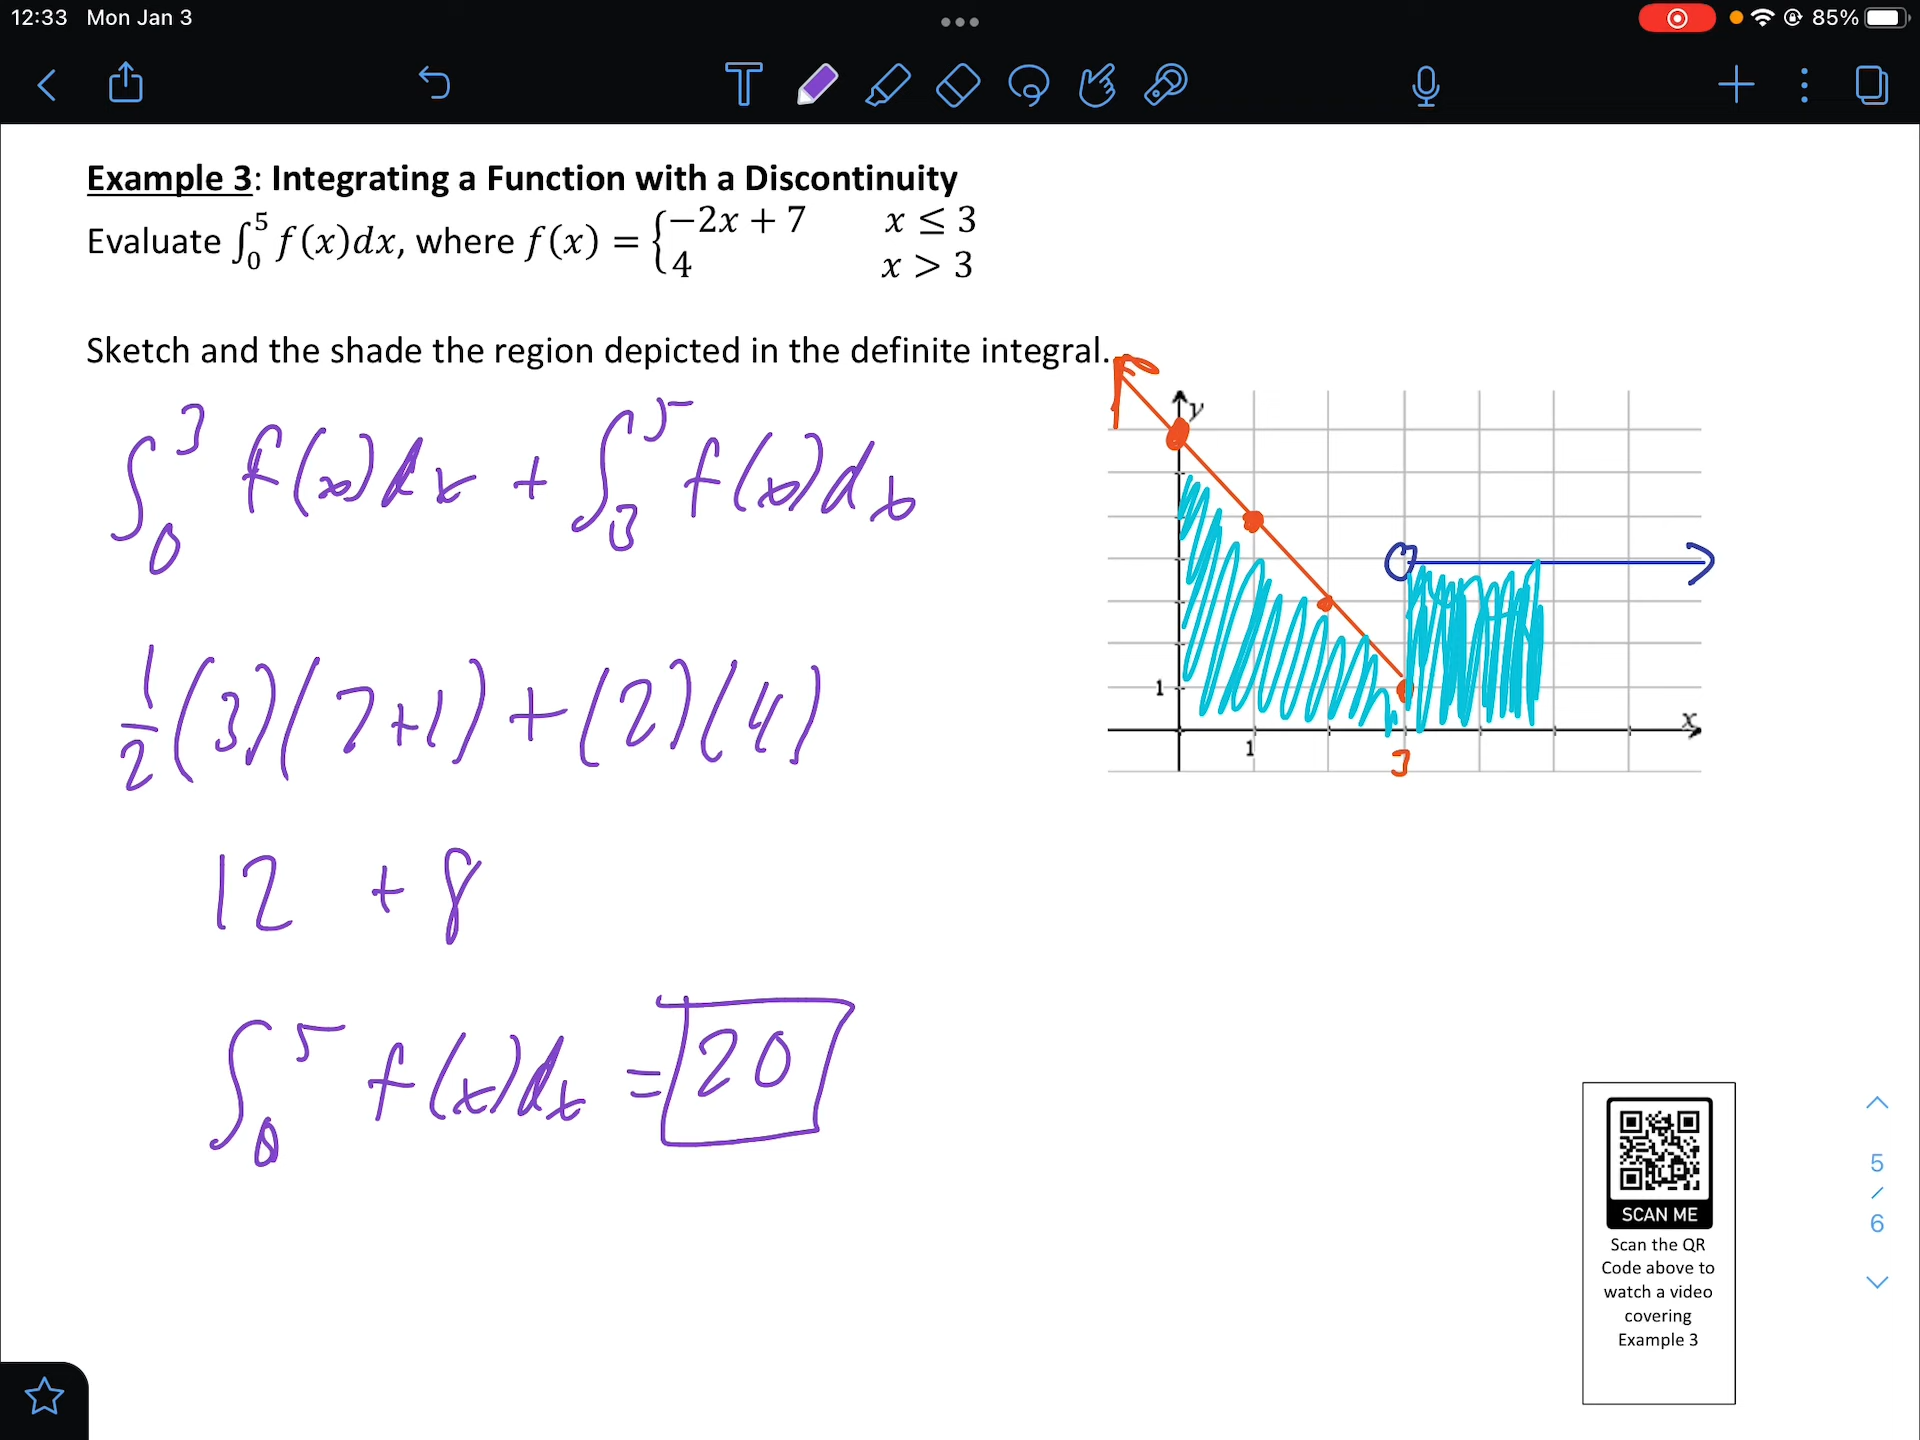 12:33 Mon Jan 3
85%
Example 3: Integrating a Function with a Discontinuity
Evaluate ∫₀⁵ f(x)dx, where f(x) = { −2x + 7 x ≤ 3
4 x > 3
Sketch and the shade the region depicted in the definite integral.
∫₀³ f(x)dx + ∫₃⁵ f(x)dx
1/2 (3)(7+1) + (2)(4)
12 + 8
∫₀⁵ f(x)dx = 20
y
1
x
1
3
SCAN ME
Scan the QR
Code above to
watch a video
covering
Example 3
5
/
6